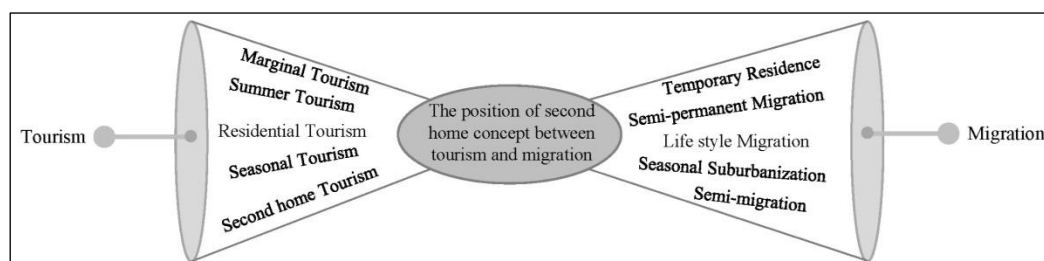 Tourism
Marginal Tourism
Summer Tourism
Residential Tourism
Seasonal Tourism
Second home Tourism
The position of second
home concept between
tourism and migration
Temporary Residence
Semi-permanent Migration
Life style Migration
Seasonal Suburbanization
Semi-migration
Migration